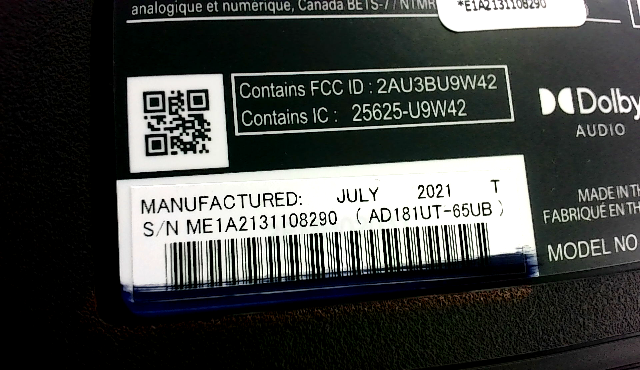 analogique et numérique, Canada BETS-7 / NTMR
*E1A2131108290
Contains FCC ID : 2AU3BU9W42
Contains IC : 25625-U9W42
Dolby
AUDIO
MANUFACTURED: JULY 2021 T
S/N ME1A2131108290 ( AD181UT-65UB )
MADE IN TH
FABRIQUÉ EN TH
MODEL NO